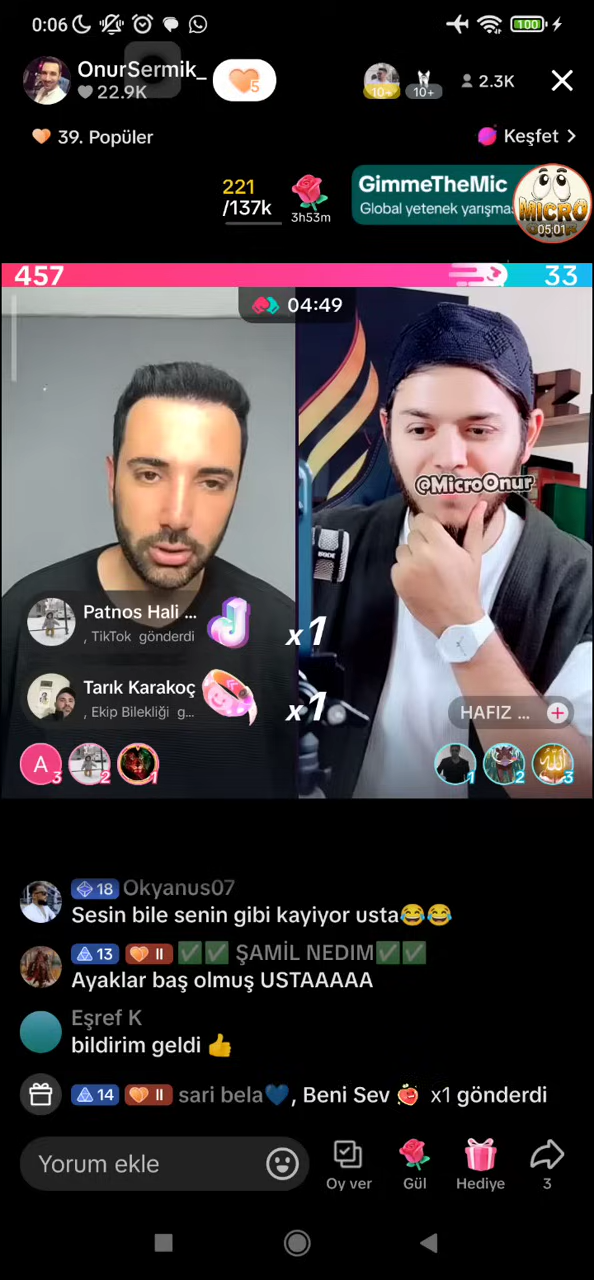 0:06
100
OnurSermik_
22.9K
5
10+
10+
2.3K
39. Popüler
Keşfet
221
/137k
3h53m
GimmeTheMic
Global yetenek yarışma
MICRO
05:01
457
33
04:49
@MicroOnur
Patnos Hali ...
, TikTok gönderdi
x1
Tarık Karakoç
, Ekip Bilekliği g...
x1
HAFIZ ...
A
3
2
1
1
2
3
18 Okyanus07
Sesin bile senin gibi kayiyor usta😂😂
13 II ✅✅ ŞAMİL NEDIM✅✅
Ayaklar baş olmuş USTAAAAA
Eşref K
bildirim geldi 👍
14 II sari bela💙, Beni Sev x1 gönderdi
Yorum ekle
Oy ver
Gül
Hediye
3